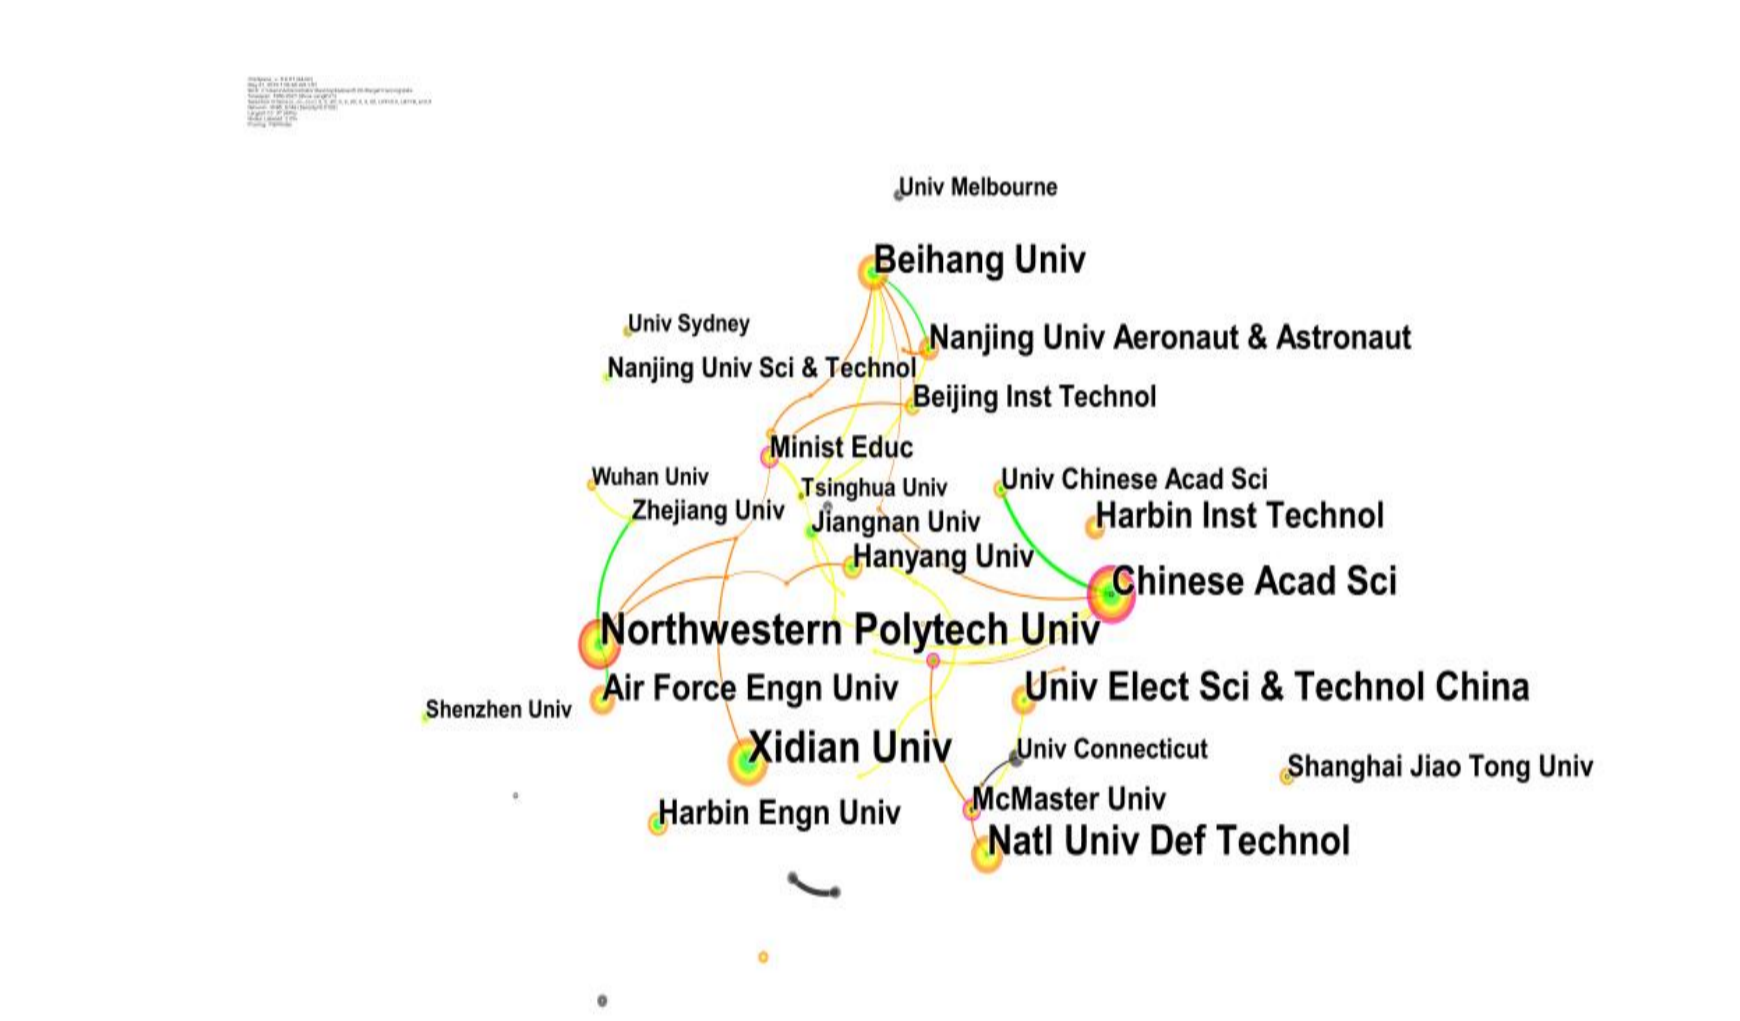 Univ Melbourne
Beihang Univ
Univ Sydney
Nanjing Univ Aeronaut & Astronaut
Nanjing Univ Sci & Technol
Beijing Inst Technol
Minist Educ
Wuhan Univ
Tsinghua Univ
Univ Chinese Acad Sci
Zhejiang Univ
Jiangnan Univ
Harbin Inst Technol
Hanyang Univ
Chinese Acad Sci
Northwestern Polytech Univ
Air Force Engn Univ
Univ Elect Sci & Technol China
Shenzhen Univ
Xidian Univ
Univ Connecticut
Shanghai Jiao Tong Univ
McMaster Univ
Harbin Engn Univ
Natl Univ Def Technol